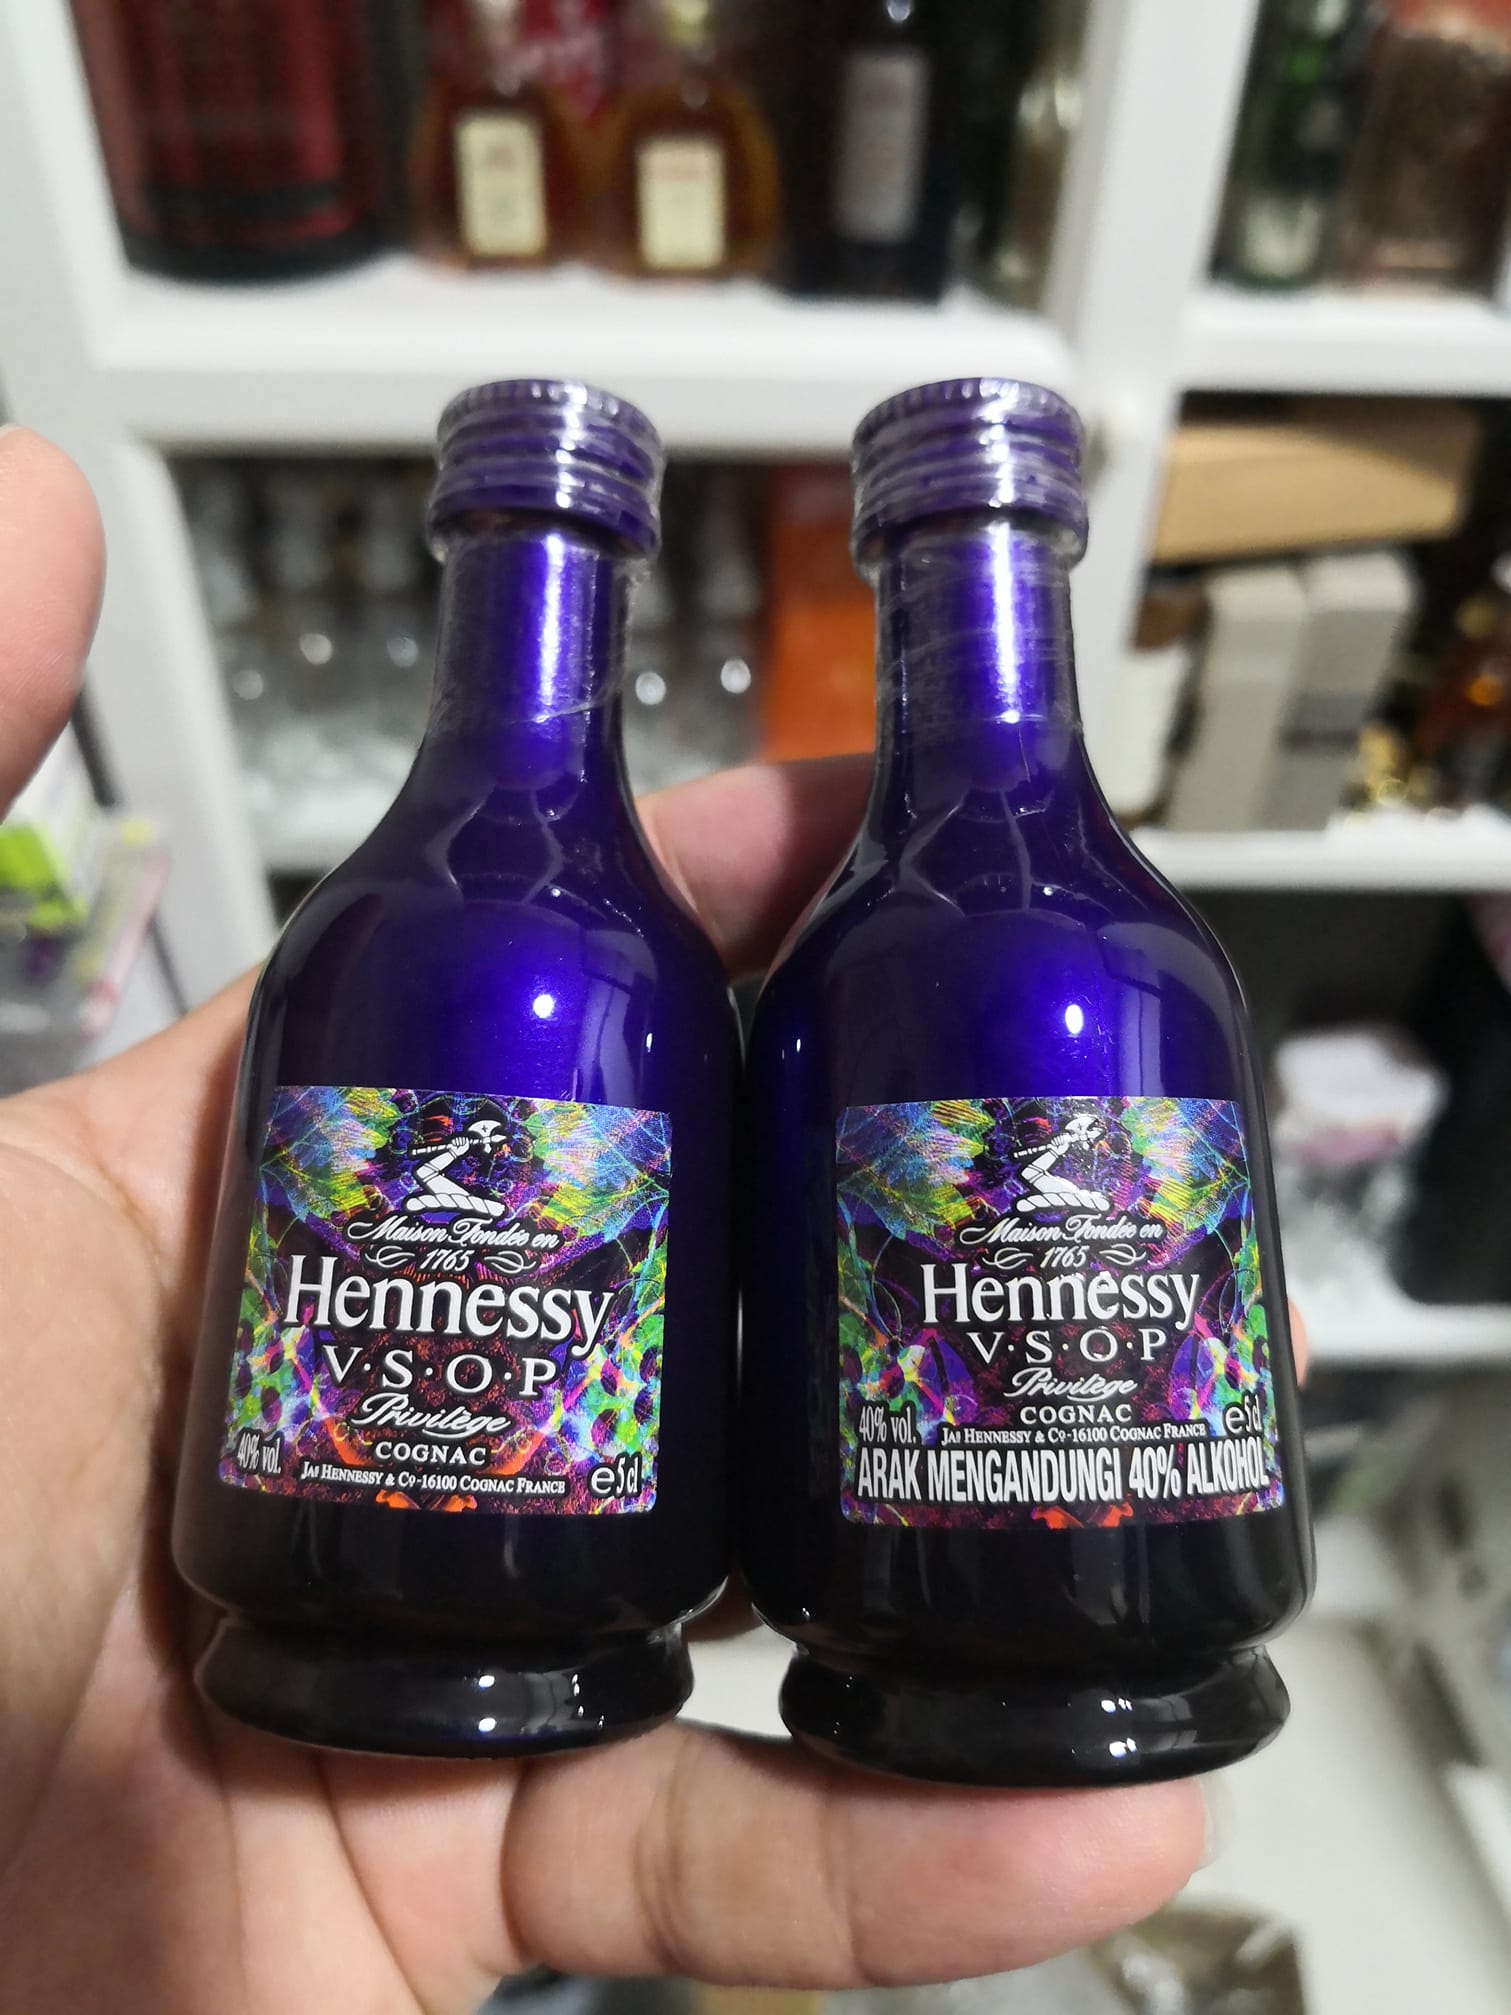 Maison Fondée en
1765
Hennessy
V·S·O·P
Privilège
COGNAC
40% vol.
JAS HENNESSY & CO-16100 COGNAC FRANCE
e5cl
Maison Fondée en
1765
Hennessy
V·S·O·P
Privilège
COGNAC
40% vol.
JAS HENNESSY & CO-16100 COGNAC FRANCE
e5cl
ARAK MENGANDUNGI 40% ALKOHOL